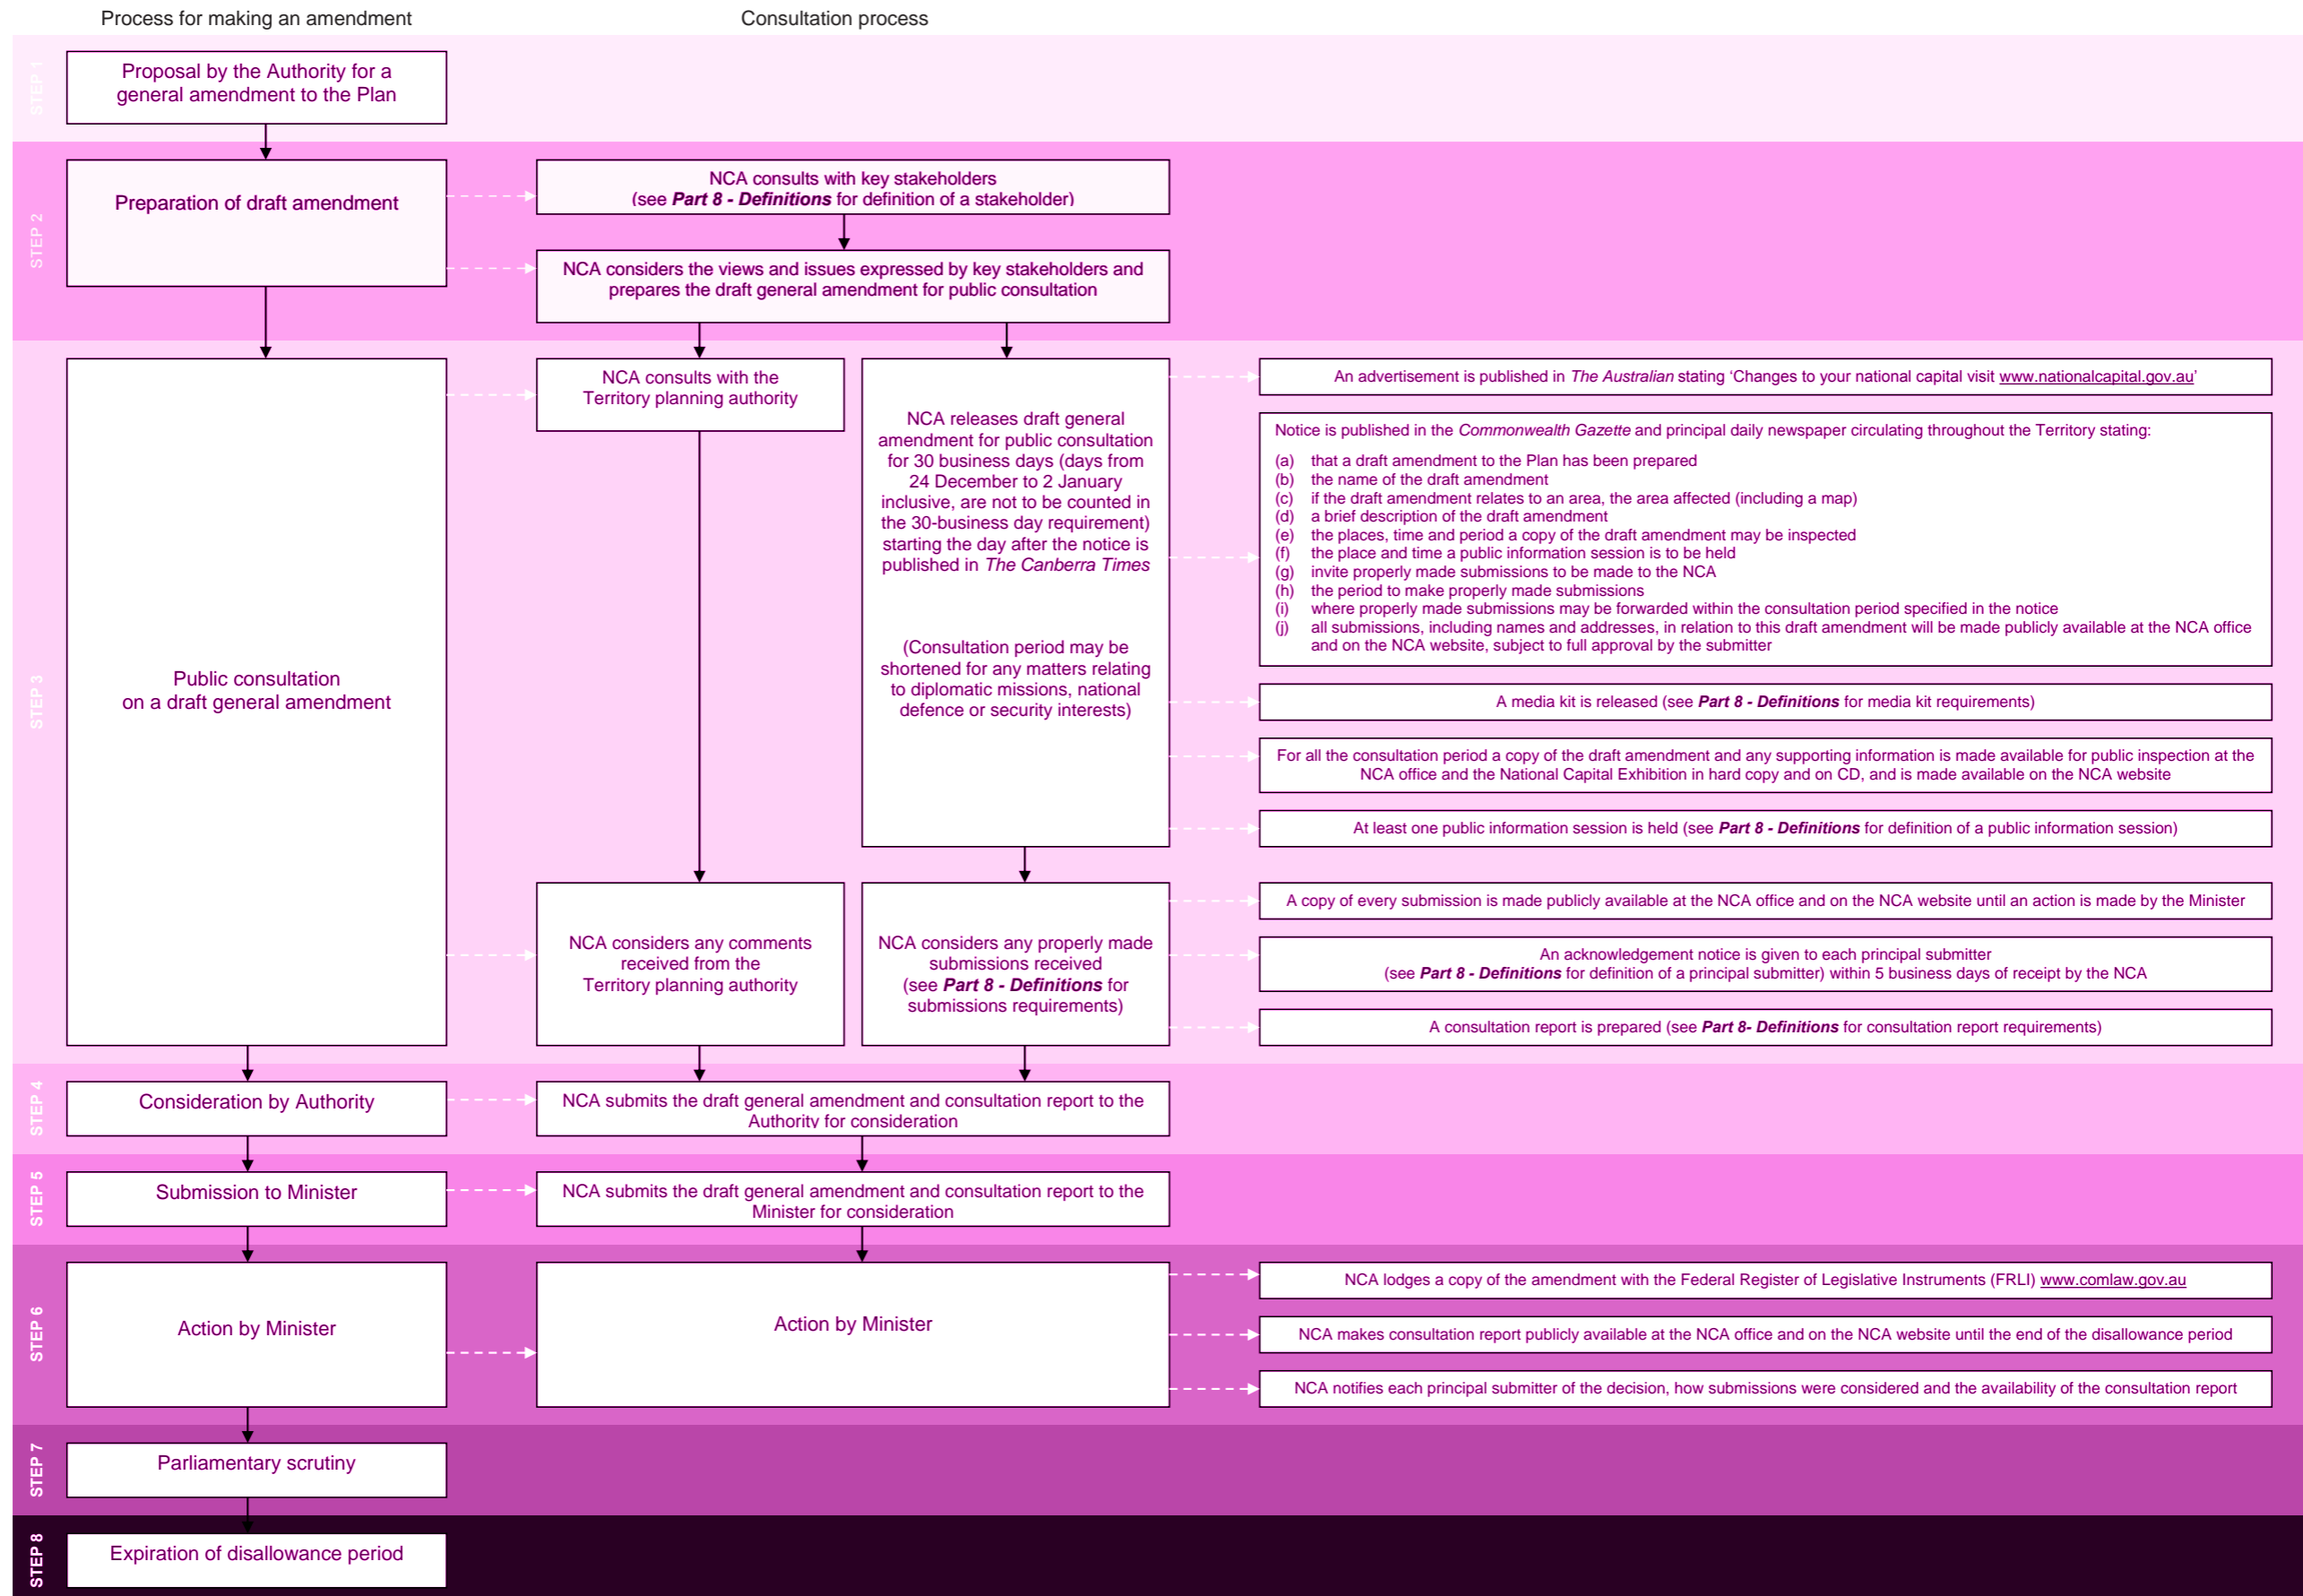 Process for making an amendment
Consultation process
STEP 1
Proposal by the Authority for a
general amendment to the Plan
STEP 2
Preparation of draft amendment
NCA consults with key stakeholders
(see Part 8 - Definitions for definition of a stakeholder)
NCA considers the views and issues expressed by key stakeholders and
prepares the draft general amendment for public consultation
STEP 3
Public consultation
on a draft general amendment
NCA consults with the
Territory planning authority
NCA releases draft general
amendment for public consultation
for 30 business days (days from
24 December to 2 January
inclusive, are not to be counted in
the 30-business day requirement)
starting the day after the notice is
published in The Canberra Times
(Consultation period may be
shortened for any matters relating
to diplomatic missions, national
defence or security interests)
An advertisement is published in The Australian stating ‘Changes to your national capital visit www.nationalcapital.gov.au’
Notice is published in the Commonwealth Gazette and principal daily newspaper circulating throughout the Territory stating:
(a) that a draft amendment to the Plan has been prepared
(b) the name of the draft amendment
(c) if the draft amendment relates to an area, the area affected (including a map)
(d) a brief description of the draft amendment
(e) the places, time and period a copy of the draft amendment may be inspected
(f) the place and time a public information session is to be held
(g) invite properly made submissions to be made to the NCA
(h) the period to make properly made submissions
(i) where properly made submissions may be forwarded within the consultation period specified in the notice
(j) all submissions, including names and addresses, in relation to this draft amendment will be made publicly available at the NCA office
and on the NCA website, subject to full approval by the submitter
A media kit is released (see Part 8 - Definitions for media kit requirements)
For all the consultation period a copy of the draft amendment and any supporting information is made available for public inspection at the
NCA office and the National Capital Exhibition in hard copy and on CD, and is made available on the NCA website
At least one public information session is held (see Part 8 - Definitions for definition of a public information session)
NCA considers any comments
received from the
Territory planning authority
NCA considers any properly made
submissions received
(see Part 8 - Definitions for
submissions requirements)
A copy of every submission is made publicly available at the NCA office and on the NCA website until an action is made by the Minister
An acknowledgement notice is given to each principal submitter
(see Part 8 - Definitions for definition of a principal submitter) within 5 business days of receipt by the NCA
A consultation report is prepared (see Part 8- Definitions for consultation report requirements)
STEP 4
Consideration by Authority
NCA submits the draft general amendment and consultation report to the
Authority for consideration
STEP 5
Submission to Minister
NCA submits the draft general amendment and consultation report to the
Minister for consideration
STEP 6
Action by Minister
Action by Minister
NCA lodges a copy of the amendment with the Federal Register of Legislative Instruments (FRLI) www.comlaw.gov.au
NCA makes consultation report publicly available at the NCA office and on the NCA website until the end of the disallowance period
NCA notifies each principal submitter of the decision, how submissions were considered and the availability of the consultation report
STEP 7
Parliamentary scrutiny
STEP 8
Expiration of disallowance period